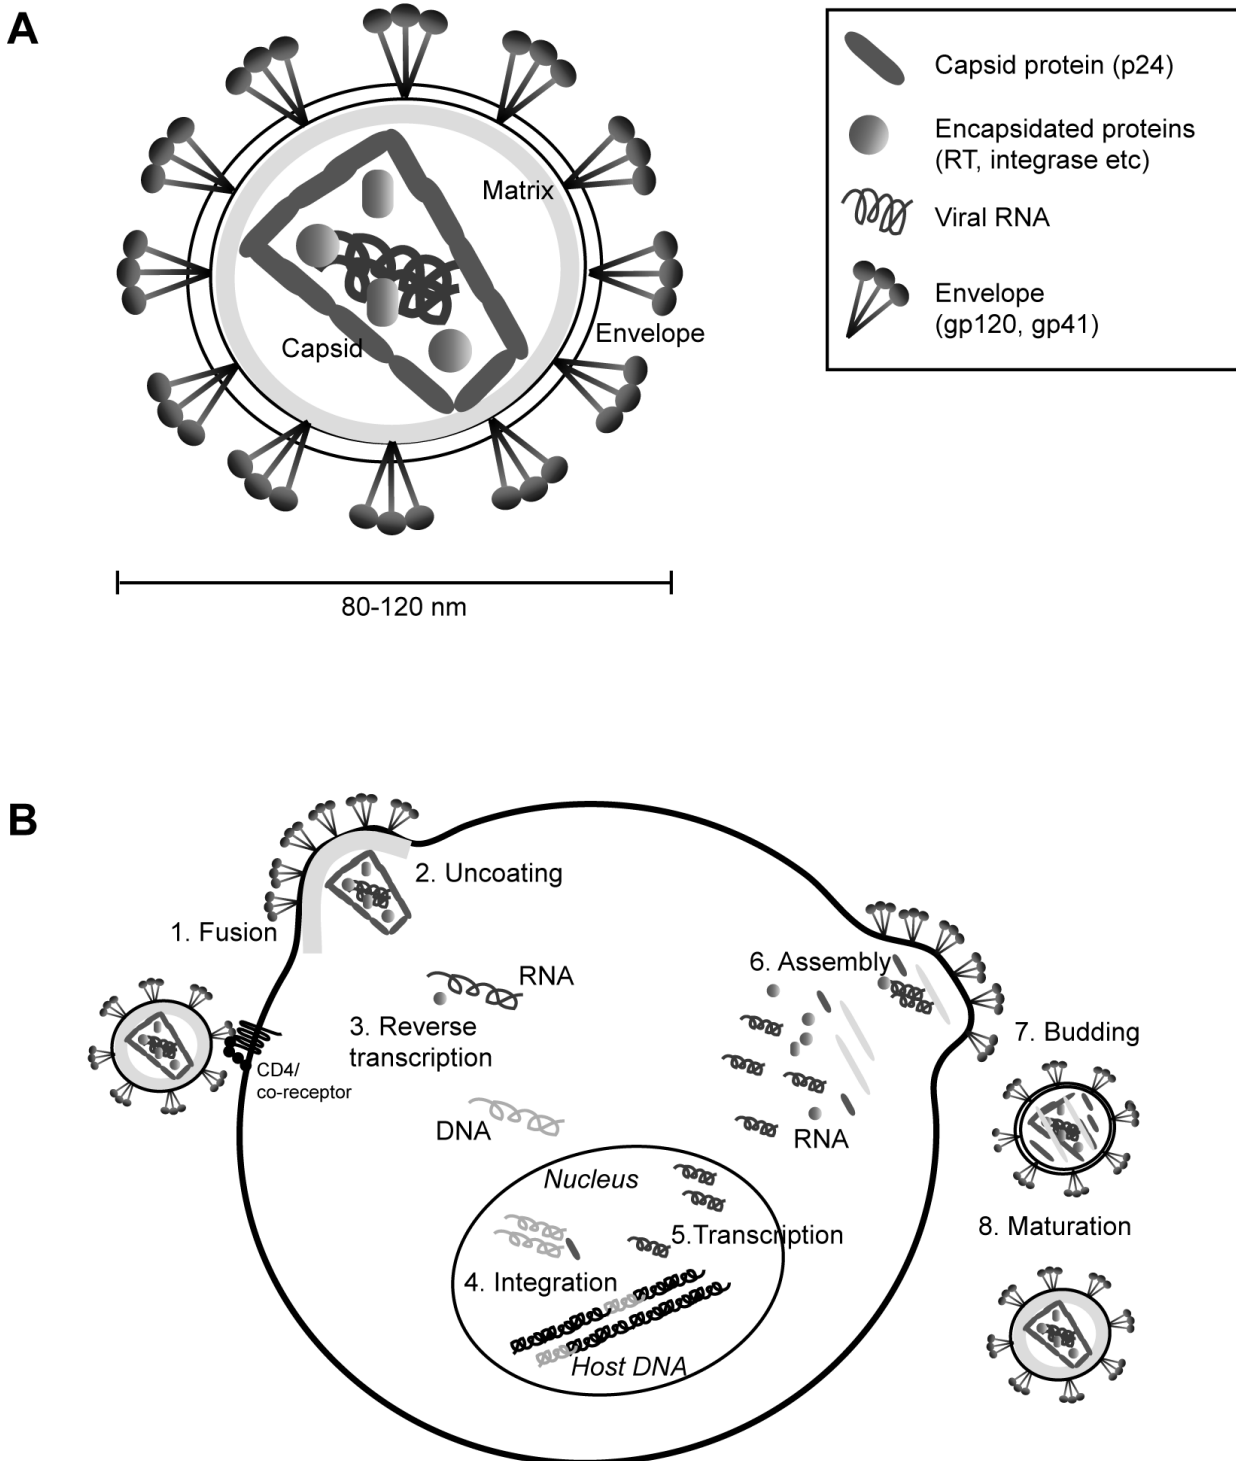 A
Capsid protein (p24)
Encapsidated proteins
(RT, integrase etc)
Viral RNA
Envelope
(gp120, gp41)
Matrix
Capsid
Envelope
80-120 nm
B
2. Uncoating
1. Fusion
CD4/
co-receptor
RNA
3. Reverse
transcription
DNA
Nucleus
4. Integration
Host DNA
5.Transcription
6. Assembly
RNA
7. Budding
8. Maturation